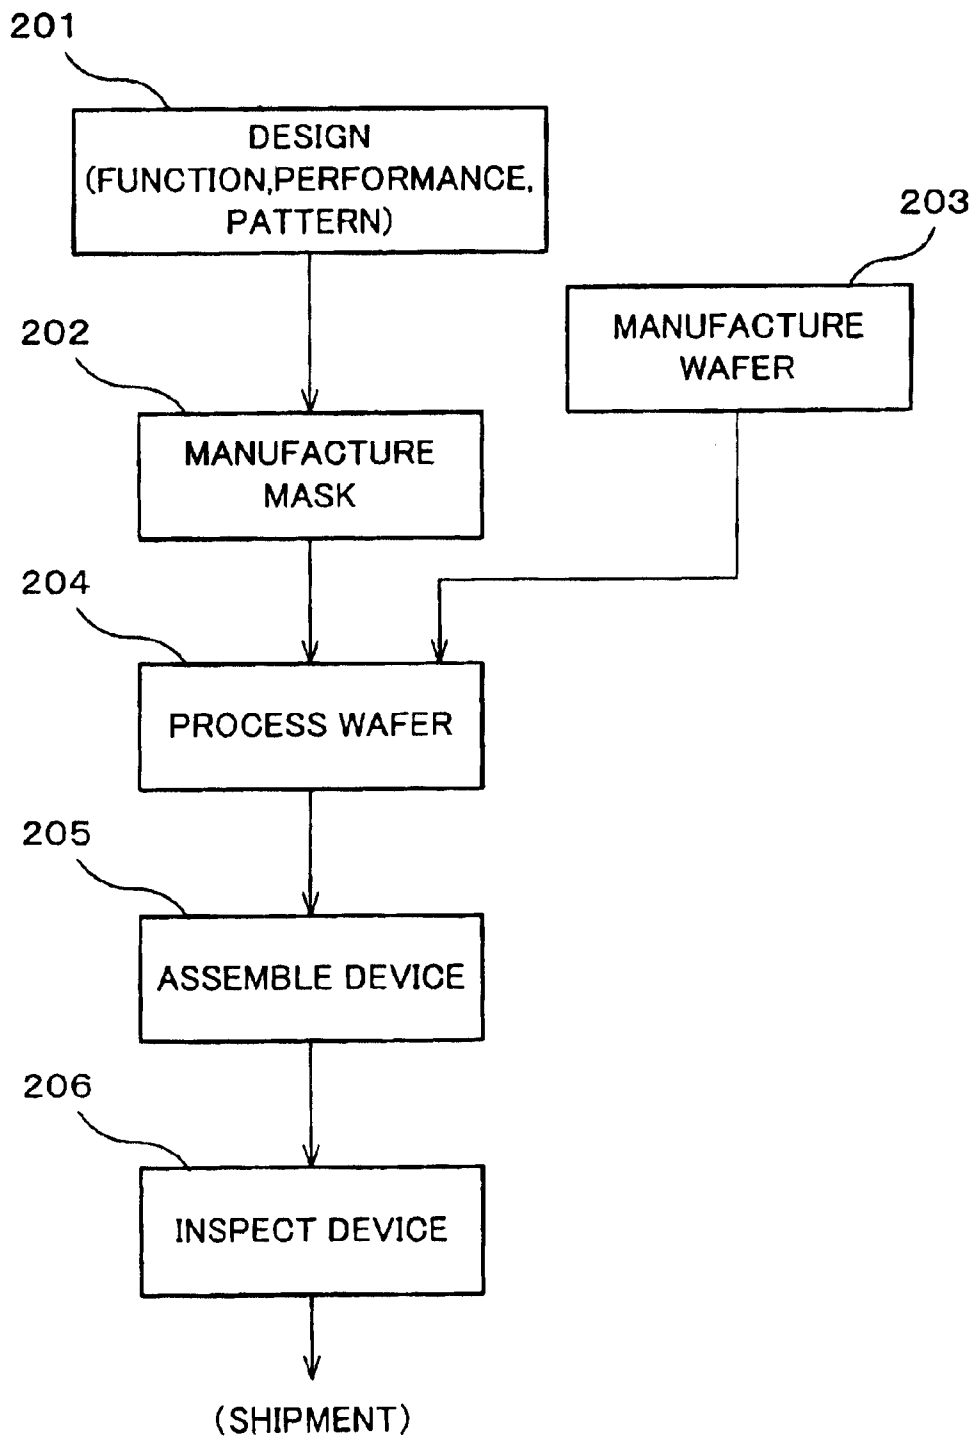 201
DESIGN
(FUNCTION,PERFORMANCE,
PATTERN)
203
MANUFACTURE
WAFER
202
MANUFACTURE
MASK
204
PROCESS WAFER
205
ASSEMBLE DEVICE
206
INSPECT DEVICE
(SHIPMENT)